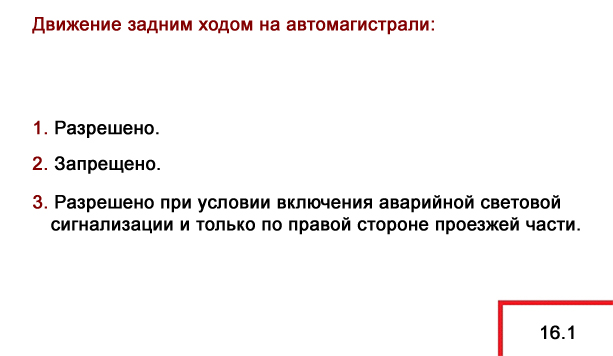 Движение задним ходом на автомагистрали:
1. Разрешено.
2. Запрещено.
3. Разрешено при условии включения аварийной световой
сигнализации и только по правой стороне проезжей части.
16.1